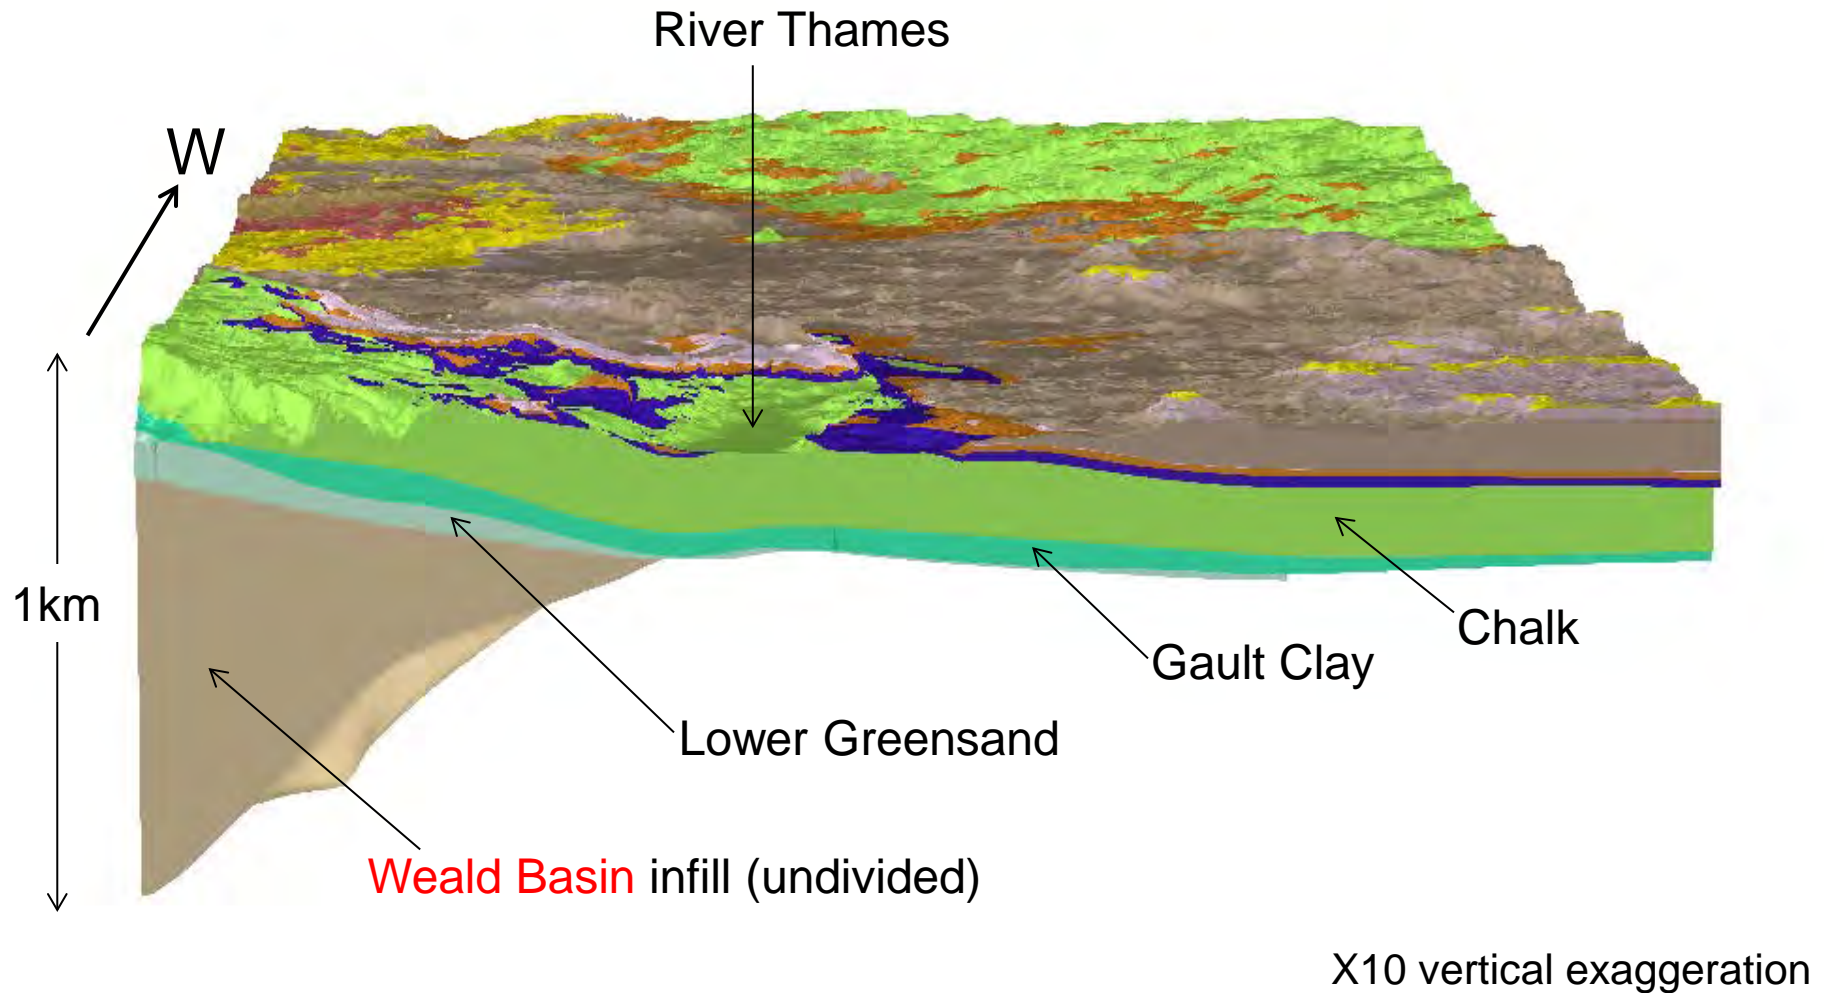 River Thames
W
1km
Chalk
Gault Clay
Lower Greensand
Weald Basin infill (undivided)
X10 vertical exaggeration